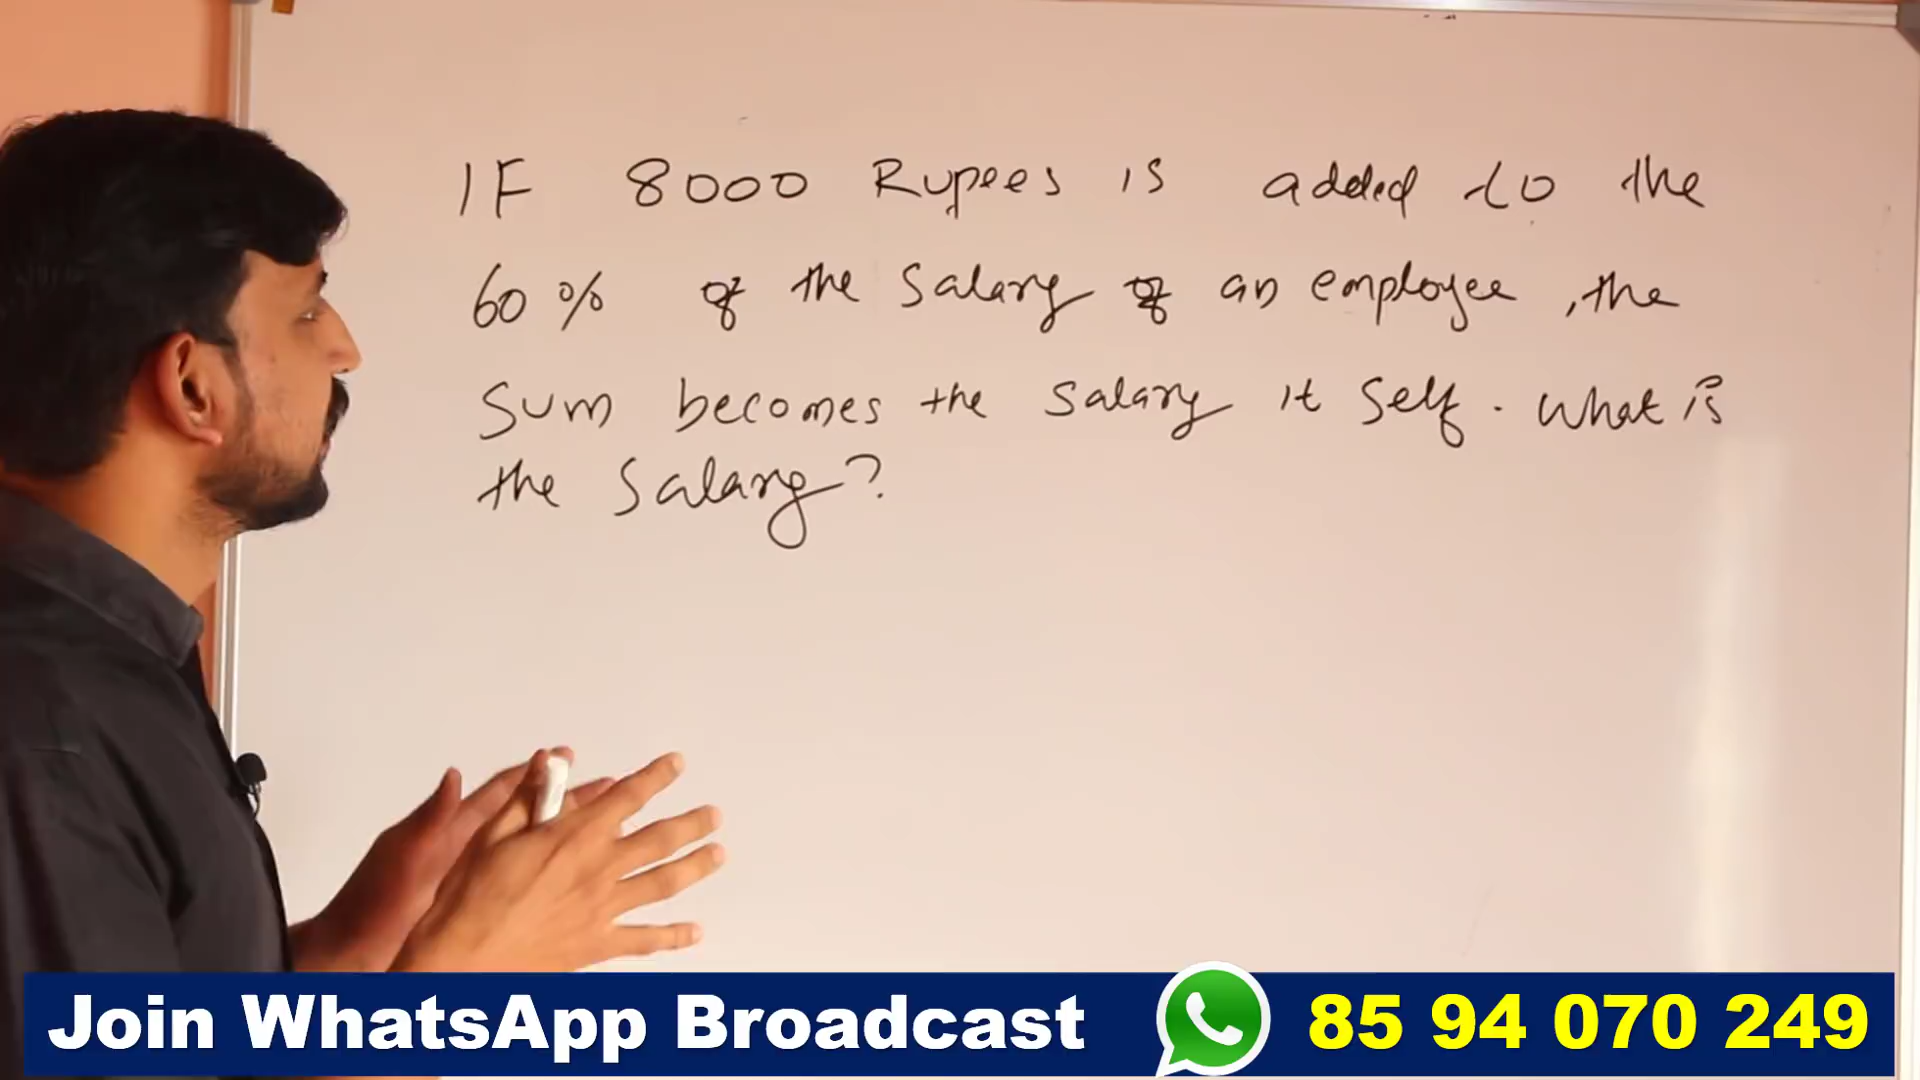 IF 8000 Rupees is added to the
60% of the salary of an employee, the
sum becomes the salary it self. What is
the salary?
Join WhatsApp Broadcast 85 94 070 249